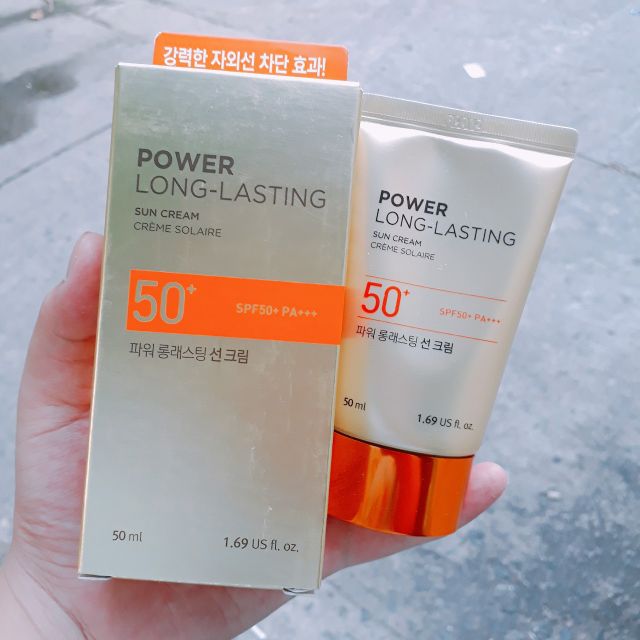 강력한 자외선 차단 효과!
POWER
LONG-LASTING
SUN CREAM
CRÈME SOLAIRE
50+
SPF50+ PA+++
파워 롱래스팅 선 크림
50 ml
1.69 US fl. oz.
POWER
LONG-LASTING
SUN CREAM
CRÈME SOLAIRE
50+
SPF50+ PA+++
파워 롱래스팅 선 크림
50 ml
1.69 US fl. oz.